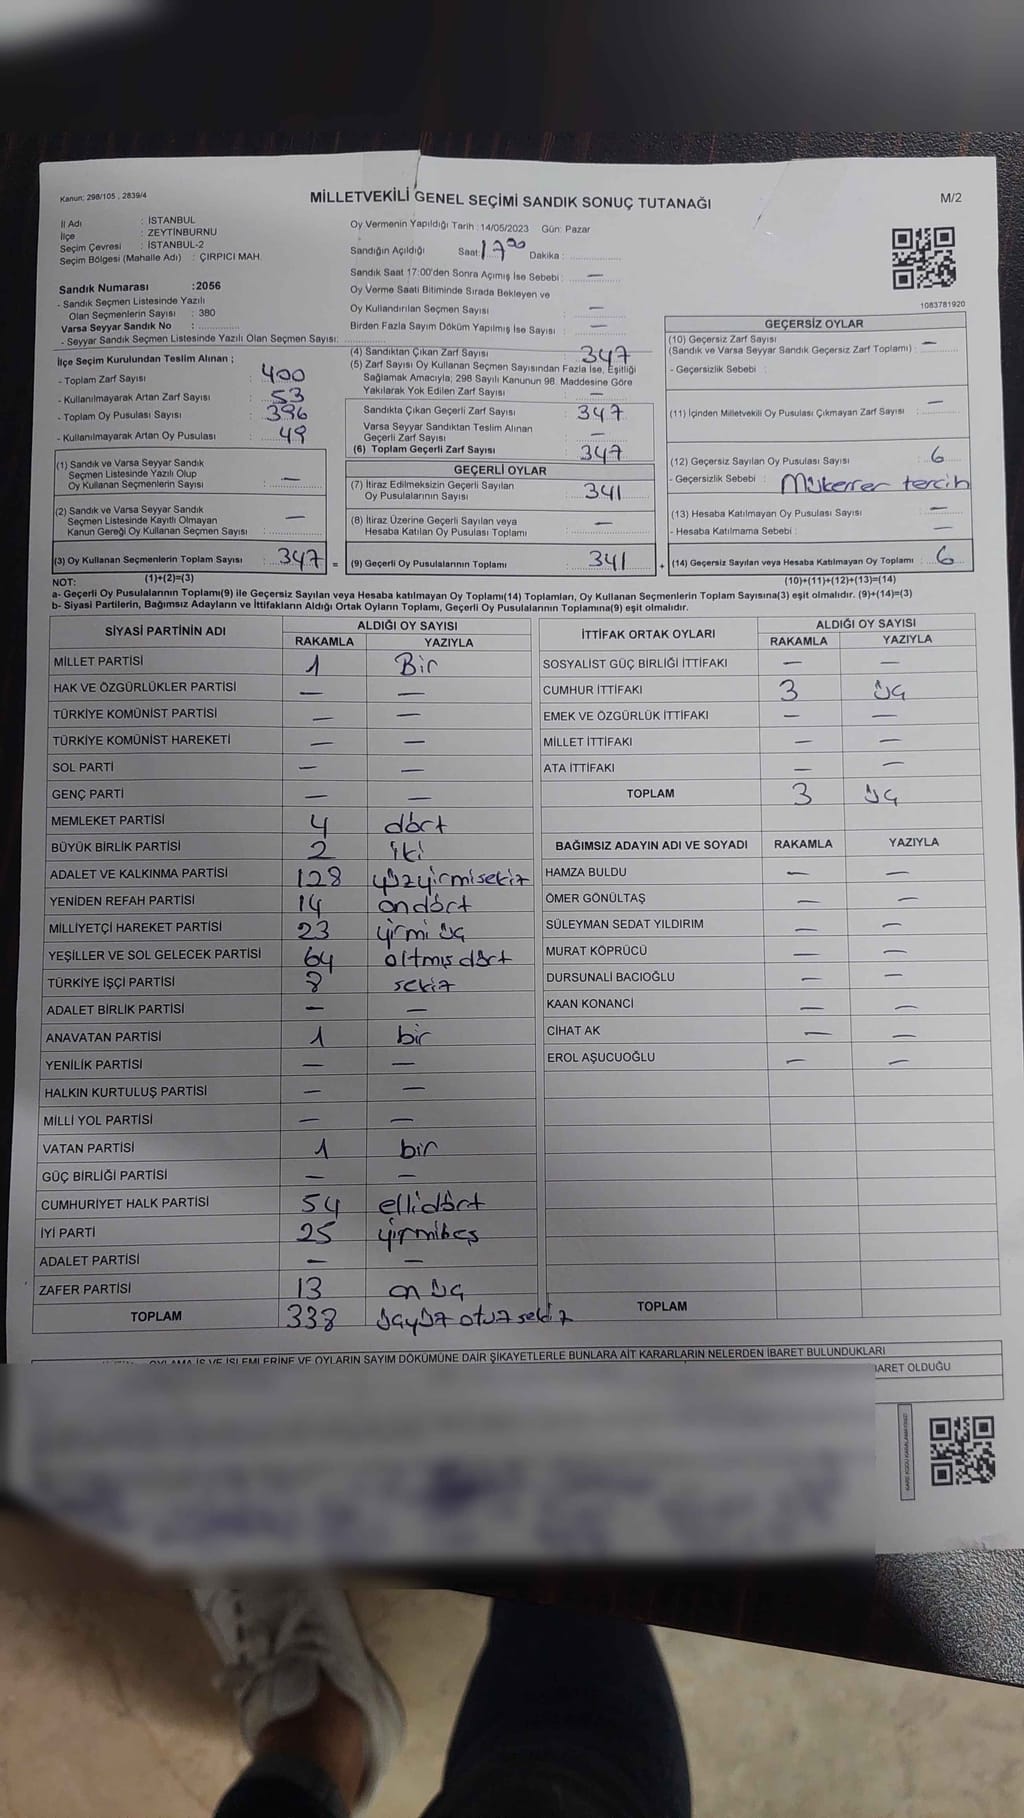 Kanun: 298/105 , 2839/4
MİLLETVEKİLİ GENEL SEÇİMİ SANDIK SONUÇ TUTANAĞI
M/2
İl Adı : İSTANBUL
İlçe : ZEYTİNBURNU
Seçim Çevresi : İSTANBUL-2
Seçim Bölgesi (Mahalle Adı) : ÇIRPICI MAH.
Oy Vermenin Yapıldığı Tarih : 14/05/2023 Gün: Pazar
Sandığın Açıldığı Saat: 17.00 Dakika :
Sandık Saat 17:00'den Sonra Açımış İse Sebebi : —
Oy Verme Saati Bitiminde Sırada Bekleyen ve
Oy Kullandırılan Seçmen Sayısı : —
Birden Fazla Sayım Döküm Yapılmış İse Sayısı : —
1083781920
Sandık Numarası :2056
- Sandık Seçmen Listesinde Yazılı
Olan Seçmenlerin Sayısı : 380
Varsa Seyyar Sandık No :
- Seyyar Sandık Seçmen Listesinde Yazılı Olan Seçmen Sayısı:
İlçe Seçim Kurulundan Teslim Alınan ;
- Toplam Zarf Sayısı : 400
- Kullanılmayarak Artan Zarf Sayısı : 53
- Toplam Oy Pusulası Sayısı : 396
- Kullanılmayarak Artan Oy Pusulası : 49
(1) Sandık ve Varsa Seyyar Sandık
Seçmen Listesinde Yazılı Olup
Oy Kullanan Seçmenlerin Sayısı : —
(2) Sandık ve Varsa Seyyar Sandık
Seçmen Listesinde Kayıtlı Olmayan
Kanun Gereği Oy Kullanan Seçmen Sayısı : —
(3) Oy Kullanan Seçmenlerin Toplam Sayısı : 347 =
(1)+(2)=(3)
(4) Sandıktan Çıkan Zarf Sayısı : 347
(5) Zarf Sayısı Oy Kullanan Seçmen Sayısından Fazla İse, Eşitliği
Sağlamak Amacıyla; 298 Sayılı Kanunun 98. Maddesine Göre
Yakılarak Yok Edilen Zarf Sayısı : —
Sandıkta Çıkan Geçerli Zarf Sayısı : 347
Varsa Seyyar Sandıktan Teslim Alınan
Geçerli Zarf Sayısı : —
(6) Toplam Geçerli Zarf Sayısı : 347
GEÇERLİ OYLAR
(7) İtiraz Edilmeksizin Geçerli Sayılan
Oy Pusulalarının Sayısı : 341
(8) İtiraz Üzerine Geçerli Sayılan veya
Hesaba Katılan Oy Pusulası Toplamı : —
(9) Geçerli Oy Pusulalarının Toplamı : 341 +
GEÇERSİZ OYLAR
(10) Geçersiz Zarf Sayısı
(Sandık ve Varsa Seyyar Sandık Geçersiz Zarf Toplamı) : —
- Geçersizlik Sebebi :
(11) İçinden Milletvekili Oy Pusulası Çıkmayan Zarf Sayısı : —
(12) Geçersiz Sayılan Oy Pusulası Sayısı : 6
- Geçersizlik Sebebi : Mükerrer tercih
(13) Hesaba Katılmayan Oy Pusulası Sayısı : —
- Hesaba Katılmama Sebebi : —
(14) Geçersiz Sayılan veya Hesaba Katılmayan Oy Toplamı : 6
(10)+(11)+(12)+(13)=(14)
NOT:
a- Geçerli Oy Pusulalarının Toplamı(9) ile Geçersiz Sayılan veya Hesaba katılmayan Oy Toplamı(14) Toplamları, Oy Kullanan Seçmenlerin Toplam Sayısına(3) eşit olmalıdır. (9)+(14)=(3)
b- Siyasi Partilerin, Bağımsız Adayların ve İttifakların Aldığı Ortak Oyların Toplamı, Geçerli Oy Pusulalarının Toplamına(9) eşit olmalıdır.
SİYASİ PARTİNİN ADI ALDIĞI OY SAYISI
RAKAMLA YAZIYLA
MİLLET PARTİSİ 1 Bir
HAK VE ÖZGÜRLÜKLER PARTİSİ — —
TÜRKİYE KOMÜNİST PARTİSİ — —
TÜRKİYE KOMÜNİST HAREKETİ — —
SOL PARTİ — —
GENÇ PARTİ — —
MEMLEKET PARTİSİ 4 dört
BÜYÜK BİRLİK PARTİSİ 2 iki
ADALET VE KALKINMA PARTİSİ 128 yüzyirmisekiz
YENİDEN REFAH PARTİSİ 14 ondört
MİLLİYETÇİ HAREKET PARTİSİ 23 yirmi üç
YEŞİLLER VE SOL GELECEK PARTİSİ 64 altmış dört
TÜRKİYE İŞÇİ PARTİSİ 8 sekiz
ADALET BİRLİK PARTİSİ — —
ANAVATAN PARTİSİ 1 bir
YENİLİK PARTİSİ — —
HALKIN KURTULUŞ PARTİSİ — —
MİLLİ YOL PARTİSİ — —
VATAN PARTİSİ 1 bir
GÜÇ BİRLİĞİ PARTİSİ — —
CUMHURİYET HALK PARTİSİ 54 ellidört
İYİ PARTİ 25 yirmibeş
ADALET PARTİSİ — —
ZAFER PARTİSİ 13 on üç
TOPLAM 338 üçyüz otuz sekiz
İTTİFAK ORTAK OYLARI ALDIĞI OY SAYISI
RAKAMLA YAZIYLA
SOSYALİST GÜÇ BİRLİĞİ İTTİFAKI — —
CUMHUR İTTİFAKI 3 üç
EMEK VE ÖZGÜRLÜK İTTİFAKI — —
MİLLET İTTİFAKI — —
ATA İTTİFAKI — —
TOPLAM 3 üç
BAĞIMSIZ ADAYIN ADI VE SOYADI RAKAMLA YAZIYLA
HAMZA BULDU — —
ÖMER GÖNÜLTAŞ — —
SÜLEYMAN SEDAT YILDIRIM — —
MURAT KÖPRÜCÜ — —
DURSUNALİ BACIOĞLU — —
KAAN KONANCİ — —
CİHAT AK — —
EROL AŞUCUOĞLU — —
TOPLAM
OYLAMA İŞ VE İŞLEMLERİNE VE OYLARIN SAYIM DÖKÜMÜNE DAİR ŞİKAYETLERLE BUNLARA AİT KARARLARIN NELERDEN İBARET BULUNDUKLARI
BARET OLDUĞU